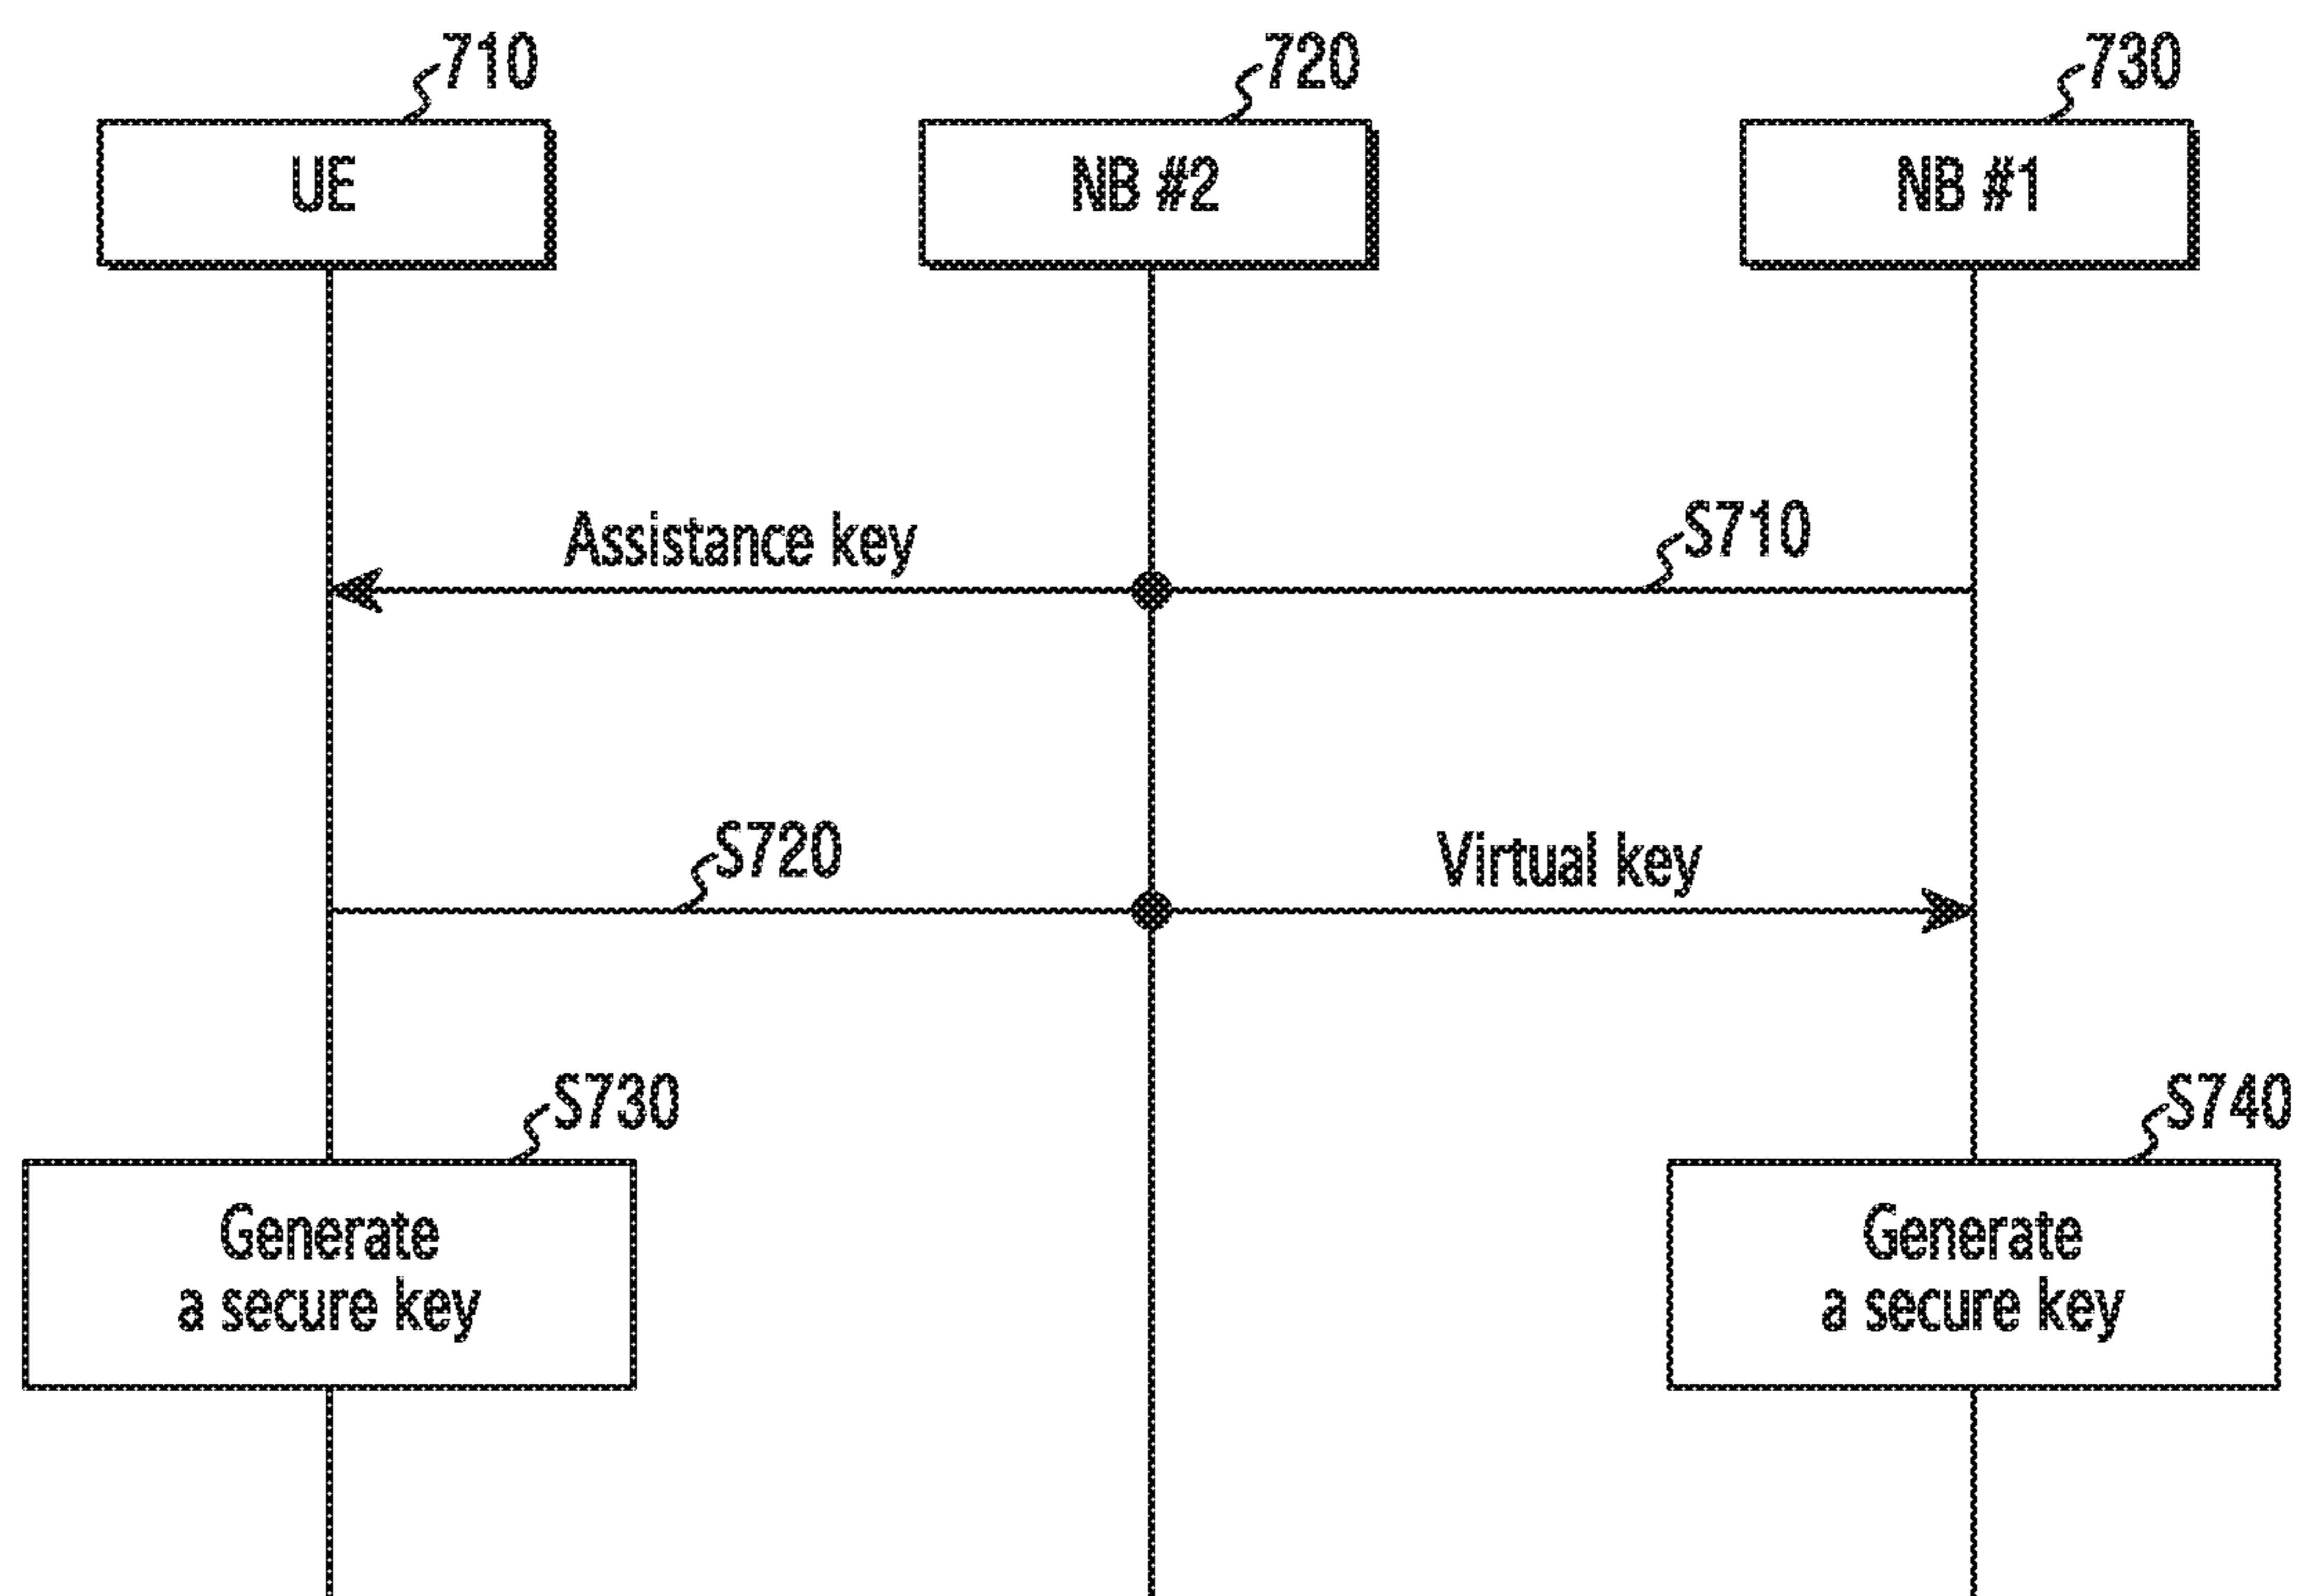 710
720
730
UE
NB #2
NB #1
Assistance key
S710
S720
Virtual key
S730
S740
Generate
a secure key
Generate
a secure key